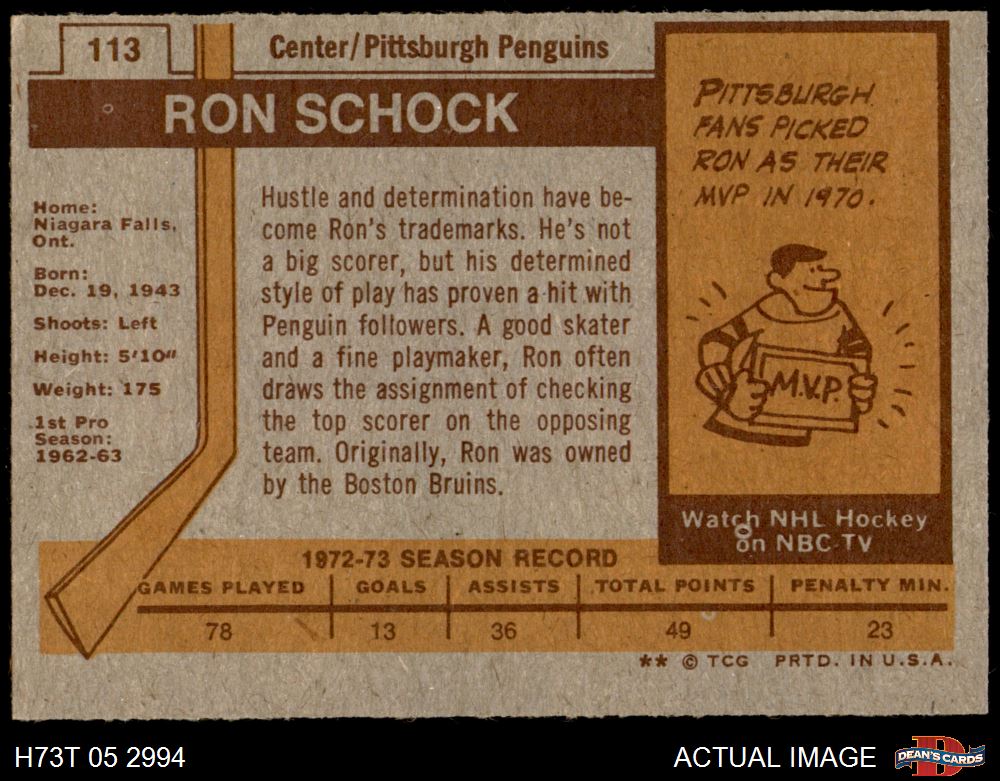 113
Center/Pittsburgh Penguins
RON SCHOCK
Home:
Niagara Falls,
Ont.
Born:
Dec. 19, 1943
Shoots: Left
Height: 5'10"
Weight: 175
1st Pro
Season:
1962-63
Hustle and determination have be-
come Ron's trademarks. He's not
a big scorer, but his determined
style of play has proven a hit with
Penguin followers. A good skater
and a fine playmaker, Ron often
draws the assignment of checking
the top scorer on the opposing
team. Originally, Ron was owned
by the Boston Bruins.
PITTSBURGH
FANS PICKED
RON AS THEIR
MVP IN 1970.
M.V.P.
Watch NHL Hockey
on NBC-TV
1972-73 SEASON RECORD
GAMES PLAYED GOALS ASSISTS TOTAL POINTS PENALTY MIN.
78 13 36 49 23
** © TCG PRTD. IN U.S.A.
H73T 05 2994
ACTUAL IMAGE
D
DEAN'S CARDS